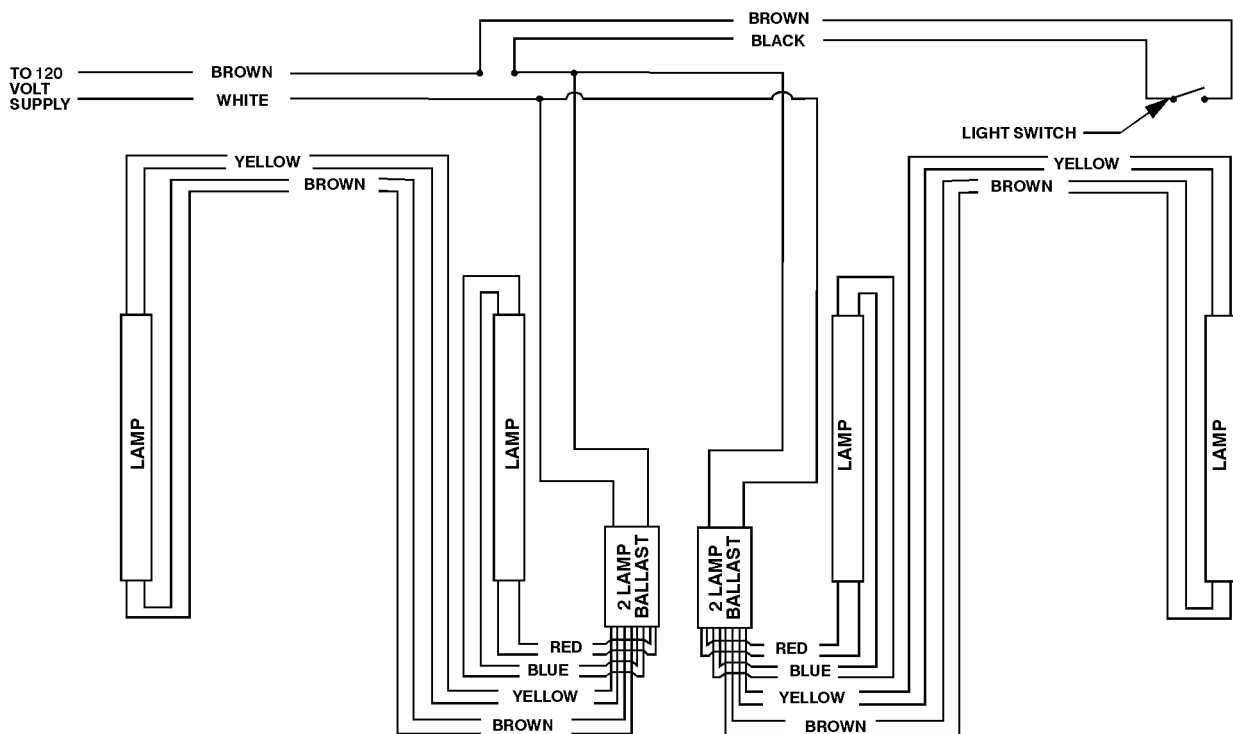 BROWN
BLACK
TO 120
VOLT
SUPPLY
BROWN
WHITE
LIGHT SWITCH
YELLOW
BROWN
YELLOW
BROWN
LAMP
LAMP
LAMP
LAMP
2 LAMP
BALLAST
2 LAMP
BALLAST
RED
BLUE
YELLOW
BROWN
RED
BLUE
YELLOW
BROWN